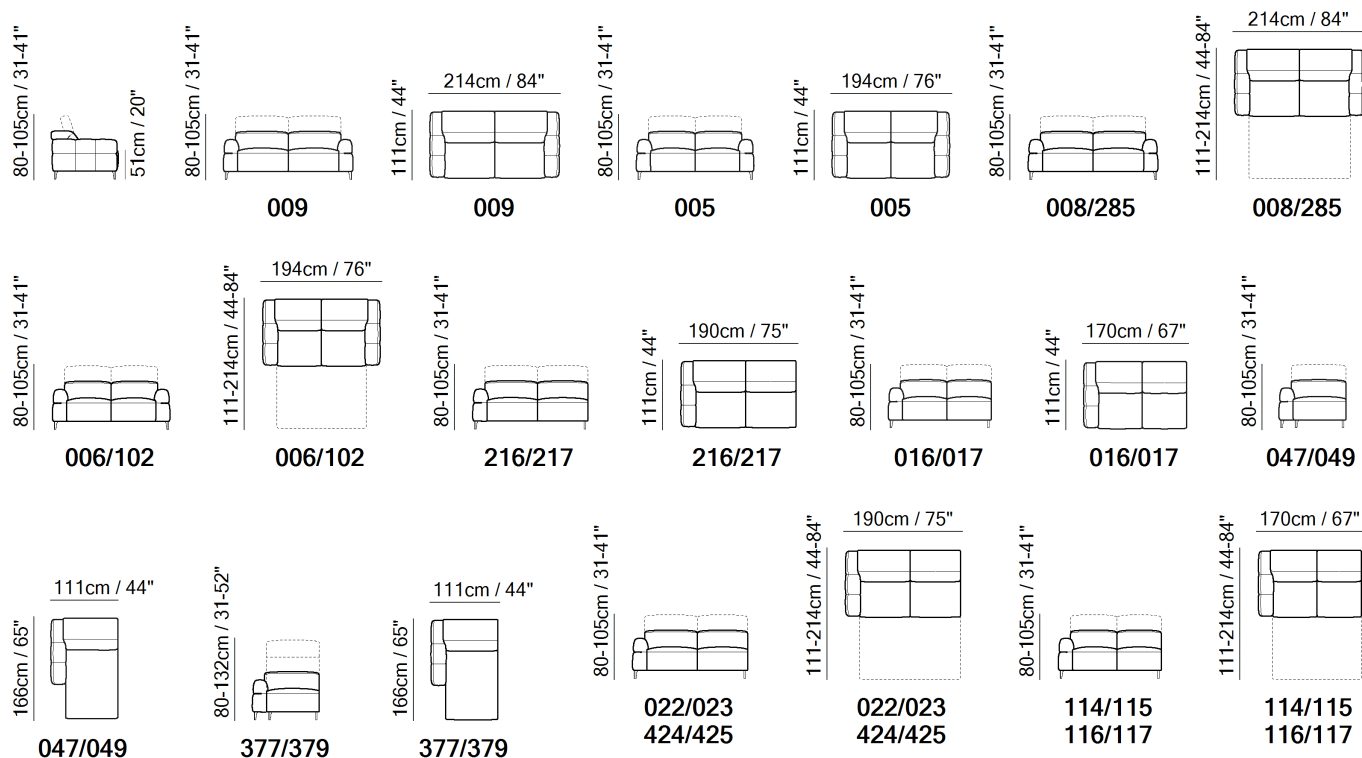 80-105cm / 31-41"
51cm / 20"
80-105cm / 31-41"
009
111cm / 44"
214cm / 84"
009
80-105cm / 31-41"
005
111cm / 44"
194cm / 76"
005
80-105cm / 31-41"
008/285
111-214cm / 44-84"
214cm / 84"
008/285
80-105cm / 31-41"
006/102
111-214cm / 44-84"
194cm / 76"
006/102
80-105cm / 31-41"
216/217
111cm / 44"
190cm / 75"
216/217
80-105cm / 31-41"
016/017
111cm / 44"
170cm / 67"
016/017
80-105cm / 31-41"
047/049
166cm / 65"
111cm / 44"
047/049
80-132cm / 31-52"
377/379
166cm / 65"
111cm / 44"
377/379
80-105cm / 31-41"
022/023
424/425
111-214cm / 44-84"
190cm / 75"
022/023
424/425
80-105cm / 31-41"
114/115
116/117
111-214cm / 44-84"
170cm / 67"
114/115
116/117